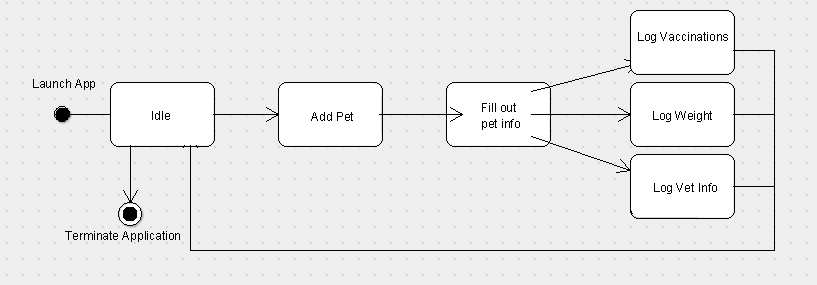 Launch App
Idle
Add Pet
Fill out
pet info
Log Vaccinations
Log Weight
Log Vet Info
Terminate Application